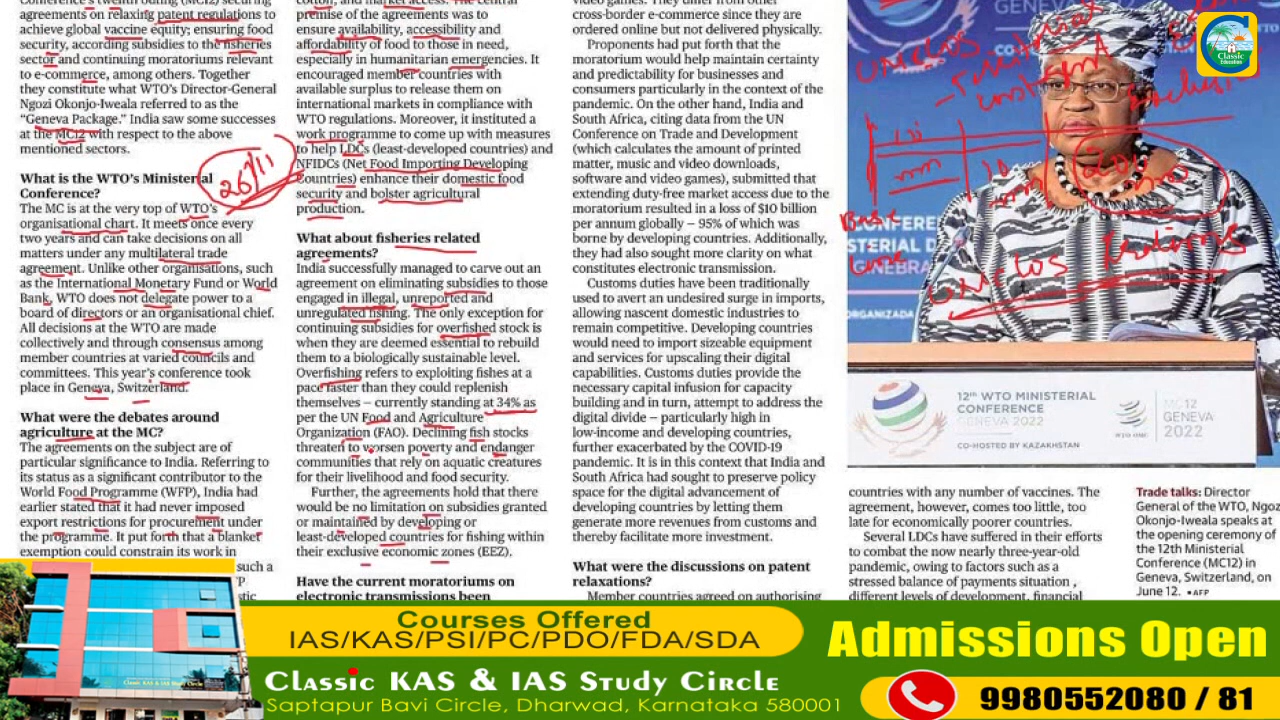 Conference's twelfth outing (MC12) securing
agreements on relaxing patent regulations to
achieve global vaccine equity; ensuring food
security, according subsidies to the fisheries
sector and continuing moratoriums relevant
to e-commerce, among others. Together
they constitute what WTO's Director-General
Ngozi Okonjo-Iweala referred to as the
“Geneva Package.” India saw some successes
at the MC12 with respect to the above
mentioned sectors.
What is the WTO's Ministerial
Conference?
The MC is at the very top of WTO's
organisational chart. It meets once every
two years and can take decisions on all
matters under any multilateral trade
agreement. Unlike other organisations, such
as the International Monetary Fund or World
Bank, WTO does not delegate power to a
board of directors or an organisational chief.
All decisions at the WTO are made
collectively and through consensus among
member countries at varied councils and
committees. This year's conference took
place in Geneva, Switzerland.
What were the debates around
agriculture at the MC?
The agreements on the subject are of
particular significance to India. Referring to
its status as a significant contributor to the
World Food Programme (WFP), India had
earlier stated that it had never imposed
export restrictions for procurement under
the programme. It put forth that a blanket
exemption could constrain its work in
such a
26/11
cotton, and market access. The central
premise of the agreements was to
ensure availability, accessibility and
affordability of food to those in need,
especially in humanitarian emergencies. It
encouraged member countries with
available surplus to release them on
international markets in compliance with
WTO regulations. Moreover, it instituted a
work programme to come up with measures
to help LDCs (least-developed countries) and
NFIDCs (Net Food Importing Developing
Countries) enhance their domestic food
security and bolster agricultural
production.
What about fisheries related
agreements?
India successfully managed to carve out an
agreement on eliminating subsidies to those
engaged in illegal, unreported and
unregulated fishing. The only exception for
continuing subsidies for overfished stock is
when they are deemed essential to rebuild
them to a biologically sustainable level.
Overfishing refers to exploiting fishes at a
pace faster than they could replenish
themselves – currently standing at 34% as
per the UN Food and Agriculture
Organization (FAO). Declining fish stocks
threaten to worsen poverty and endanger
communities that rely on aquatic creatures
for their livelihood and food security.
Further, the agreements hold that there
would be no limitation on subsidies granted
or maintained by developing or
least-developed countries for fishing within
their exclusive economic zones (EEZ).
Have the current moratoriums on
electronic transmissions been
video games. They differ from other
cross-border e-commerce since they are
ordered online but not delivered physically.
Proponents had put forth that the
moratorium would help maintain certainty
and predictability for businesses and
consumers particularly in the context of the
pandemic. On the other hand, India and
South Africa, citing data from the UN
Conference on Trade and Development
(which calculates the amount of printed
matter, music and video downloads,
software and video games), submitted that
extending duty-free market access due to the
moratorium resulted in a loss of $10 billion
per annum globally – 95% of which was
borne by developing countries. Additionally,
they had also sought more clarity on what
constitutes electronic transmission.
Customs duties have been traditionally
used to avert an undesired surge in imports,
allowing nascent domestic industries to
remain competitive. Developing countries
would need to import sizeable equipment
and services for upscaling their digital
capabilities. Customs duties provide the
necessary capital infusion for capacity
building and in turn, attempt to address the
digital divide – particularly high in
low-income and developing countries,
further exacerbated by the COVID-19
pandemic. It is in this context that India and
South Africa had sought to preserve policy
space for the digital advancement of
developing countries by letting them
generate more revenues from customs and
thereby facilitate more investment.
What were the discussions on patent
relaxations?
Member countries agreed on authorising
GENEVA
Base
Line
ORGANIZADA
12th WTO MINISTERIAL
CONFERENCE
GENEVA 2022
CO-HOSTED BY KAZAKHSTAN
MC12
GENEVA
2022
countries with any number of vaccines. The
agreement, however, comes too little, too
late for economically poorer countries.
Several LDCs have suffered in their efforts
to combat the now nearly three-year-old
pandemic, owing to factors such as a
stressed balance of payments situation ,
different levels of development, financial
Trade talks: Director
General of the WTO, Ngoz
Okonjo-Iweala speaks at
the opening ceremony of
the 12th Ministerial
Conference (MC12) in
Geneva, Switzerland, on
June 12. ▪AFP
Classic
Education
Courses Offered
IAS/KAS/PSI/PC/PDO/FDA/SDA
Classic KAS & IAS Study Circle
Saptapur Bavi Circle, Dharwad, Karnataka 580001
Admissions Open
9980552080 / 81